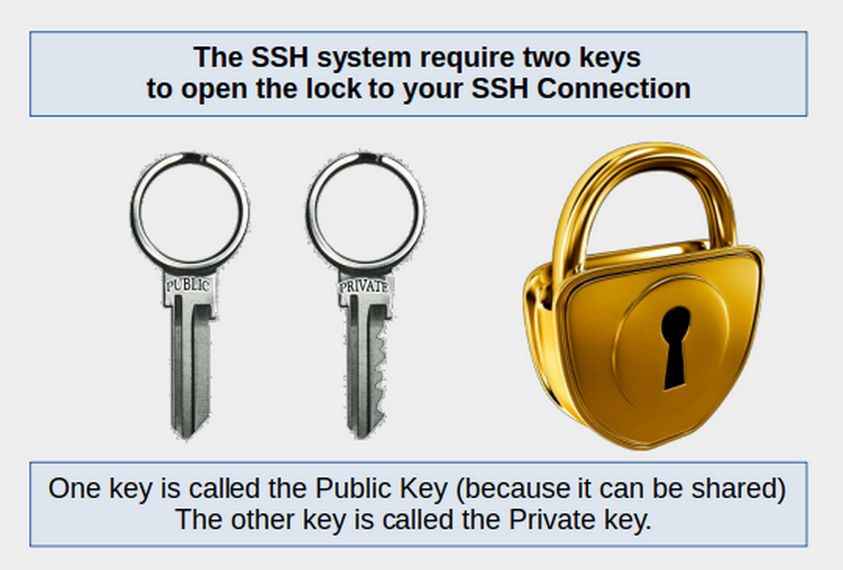 The SSH system require two keys
to open the lock to your SSH Connection
PUBLIC
PRIVATE
One key is called the Public Key (because it can be shared)
The other key is called the Private key.